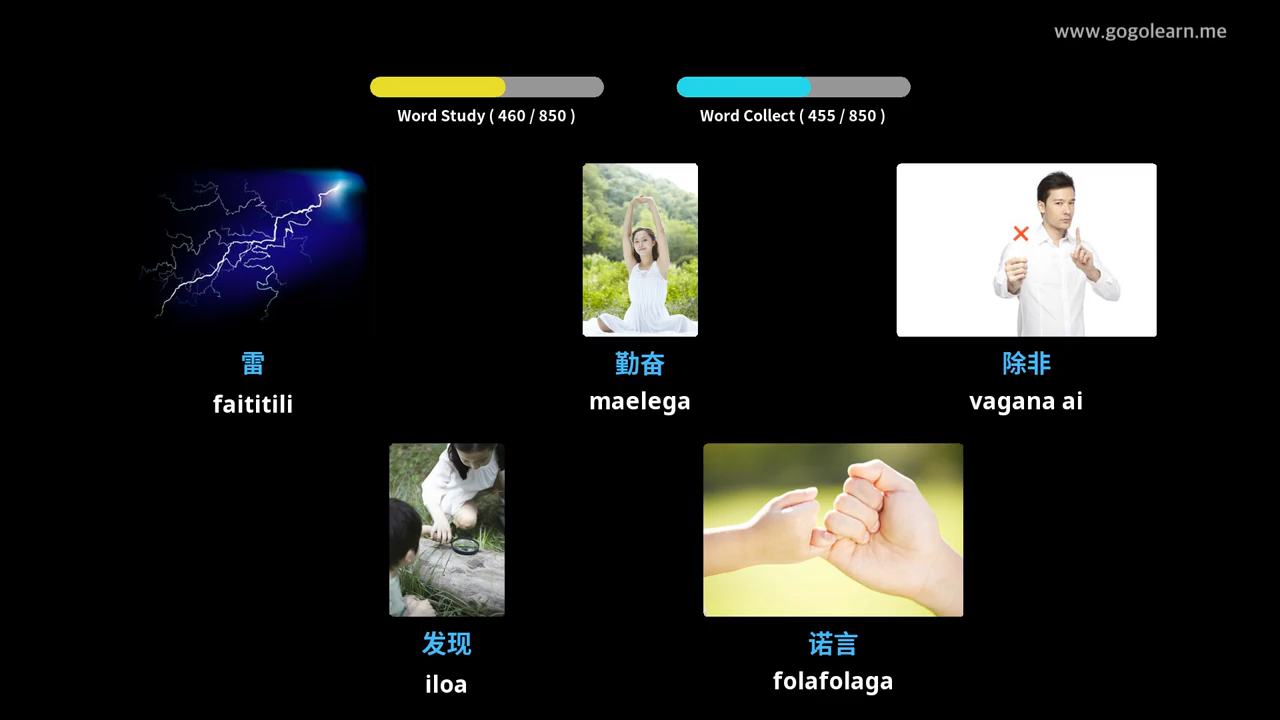 www.gogolearn.me
Word Study ( 460 / 850 )
Word Collect ( 455 / 850 )
雷
faititili
勤奋
maelega
除非
vagana ai
发现
iloa
诺言
folafolaga